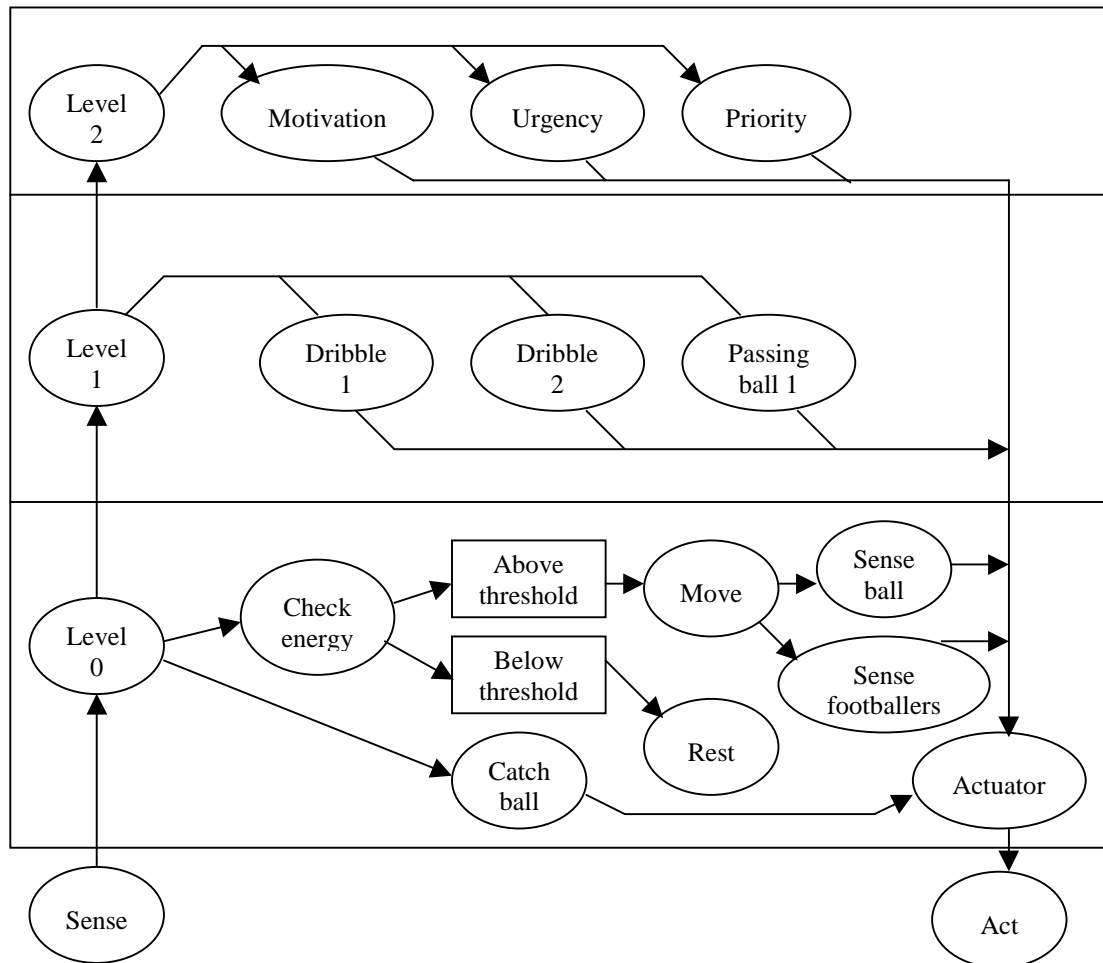 Level
2
Motivation
Urgency
Priority
Level
1
Dribble
1
Dribble
2
Passing
ball 1
Level
0
Check
energy
Above
threshold
Below
threshold
Move
Sense
ball
Sense
footballers
Rest
Catch
ball
Actuator
Sense
Act